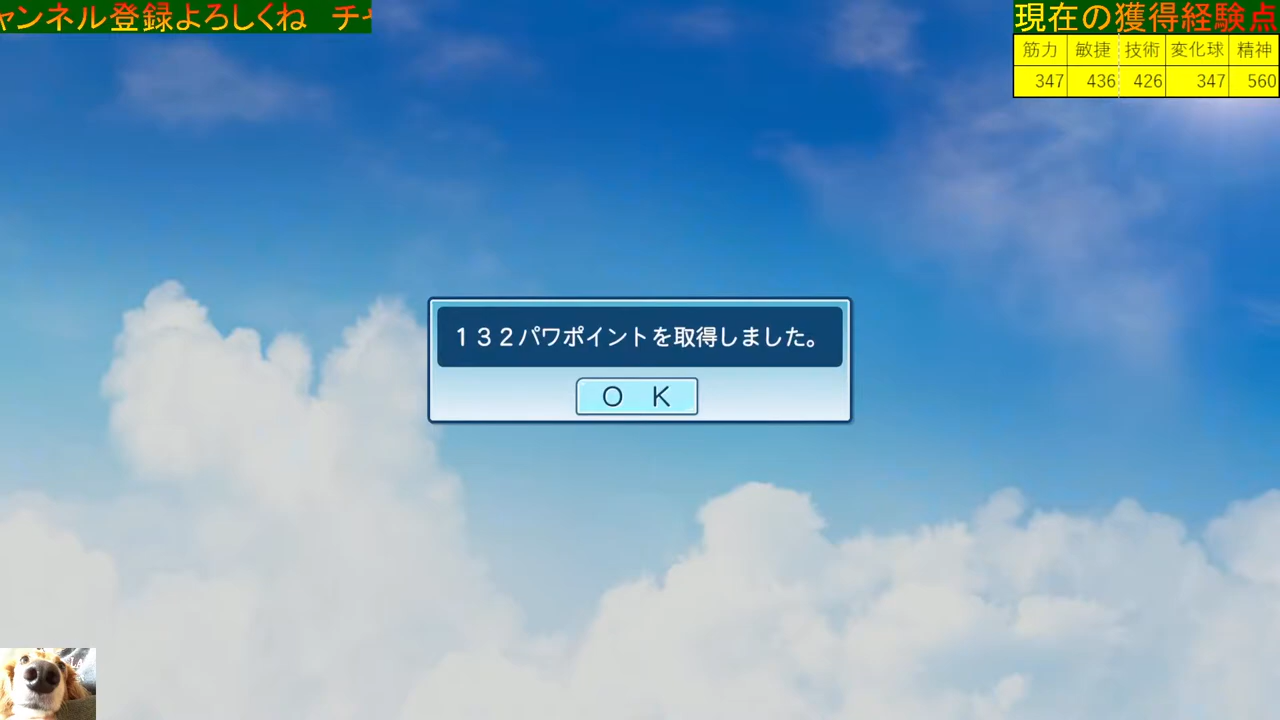 ャンネル登録よろしくね チャ
現在の獲得経験点
筋力 敏捷 技術 変化球 精神
347 436 426 347 560
132パワポイントを取得しました。
OK